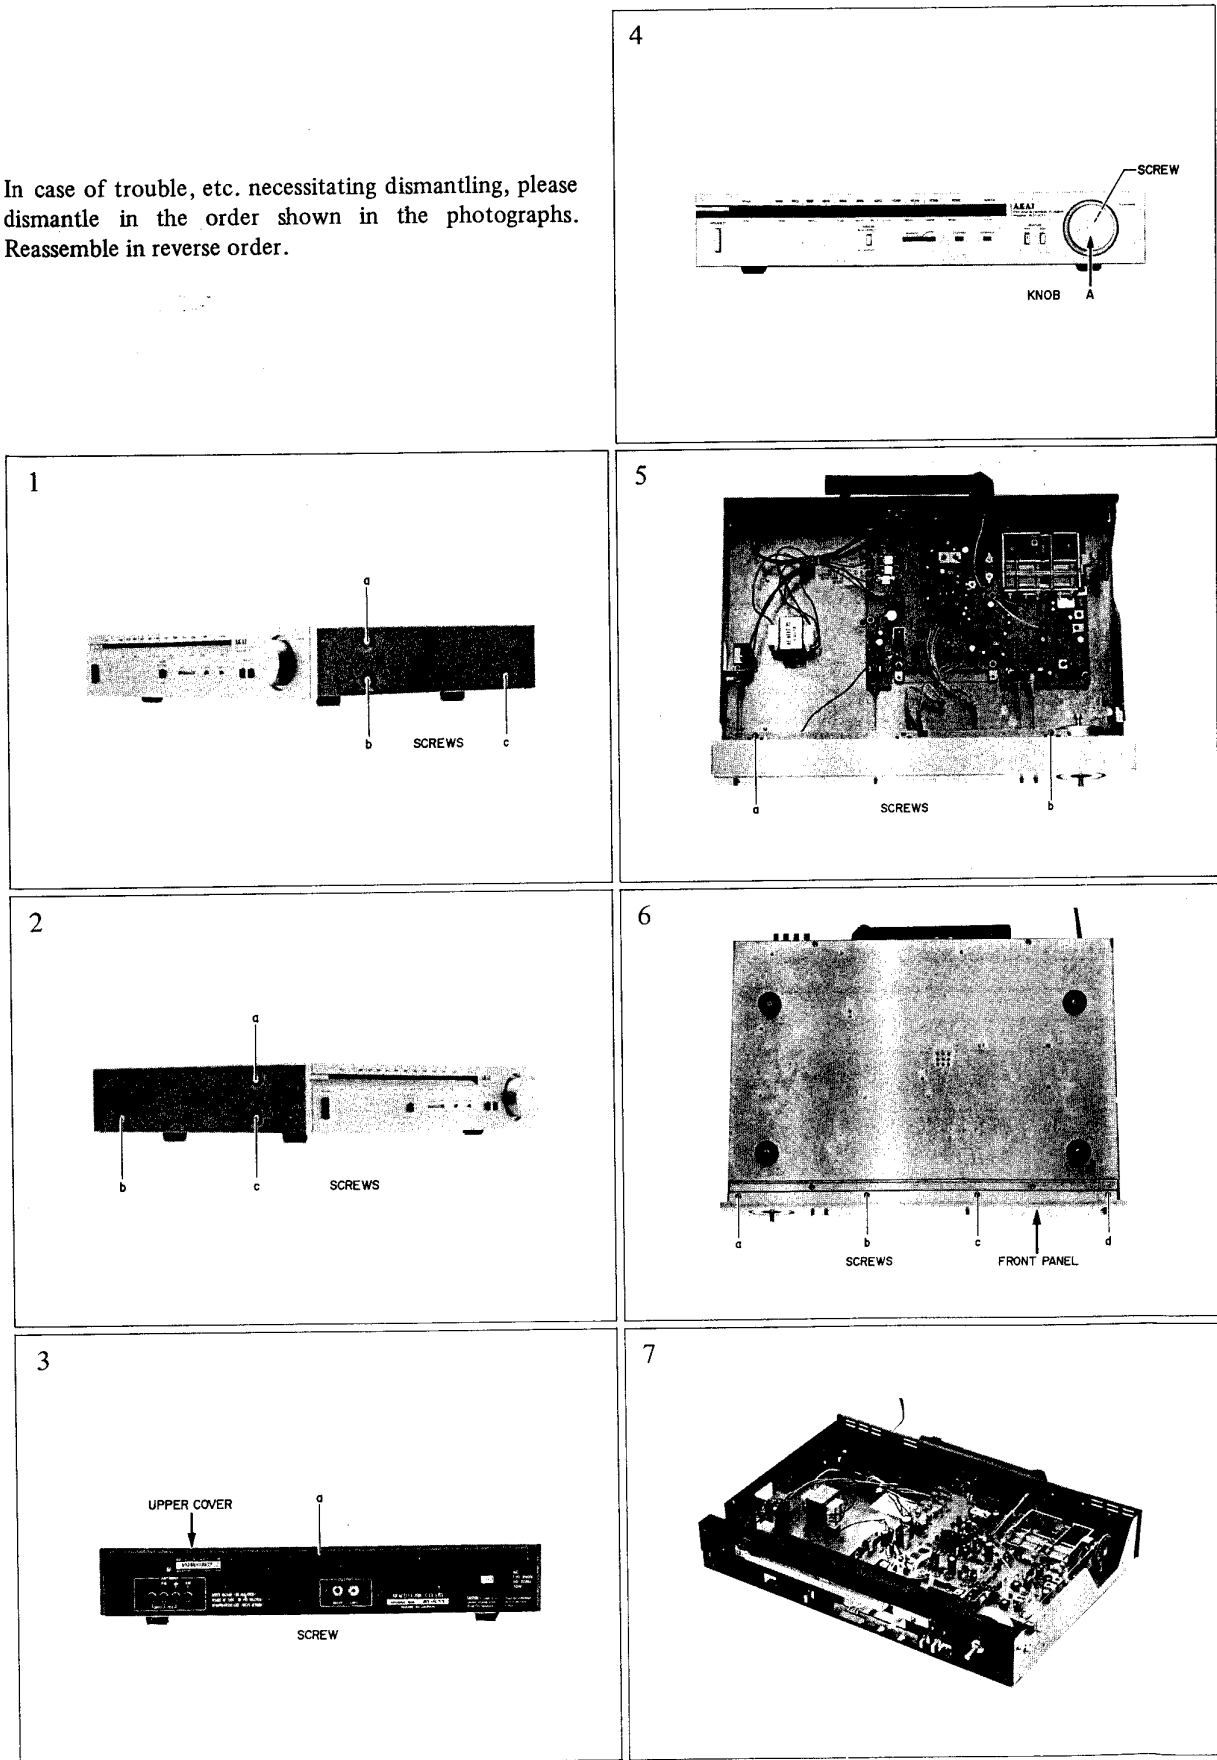 In case of trouble, etc. necessitating dismantling, please
dismantle in the order shown in the photographs.
Reassemble in reverse order.
1
a
AKAI
b
SCREWS
c
2
a
b
c
SCREWS
3
UPPER COVER
a
SCREW
4
SCREW
AKAI
KNOB
A
5
a
SCREWS
b
6
a
b
c
d
SCREWS
FRONT PANEL
7